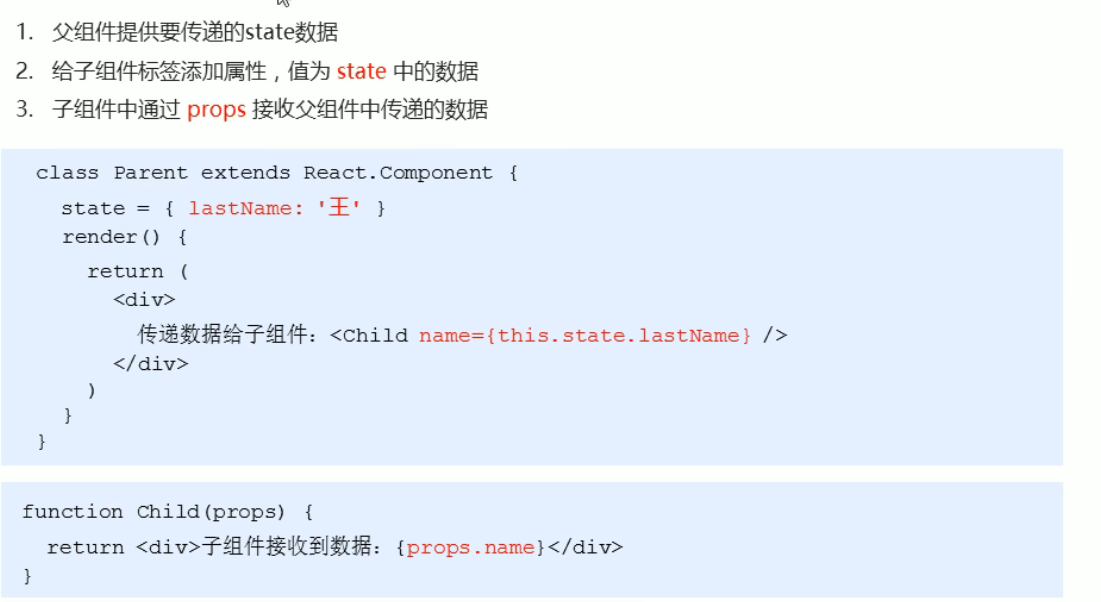 1. 父组件提供要传递的state数据
2. 给子组件标签添加属性，值为 state 中的数据
3. 子组件中通过 props 接收父组件中传递的数据
class Parent extends React.Component {
  state = { lastName: '王' }
  render() {
    return (
      <div>
        传递数据给子组件：<Child name={this.state.lastName} />
      </div>
    )
  }
}
function Child(props) {
  return <div>子组件接收到数据：{props.name}</div>
}